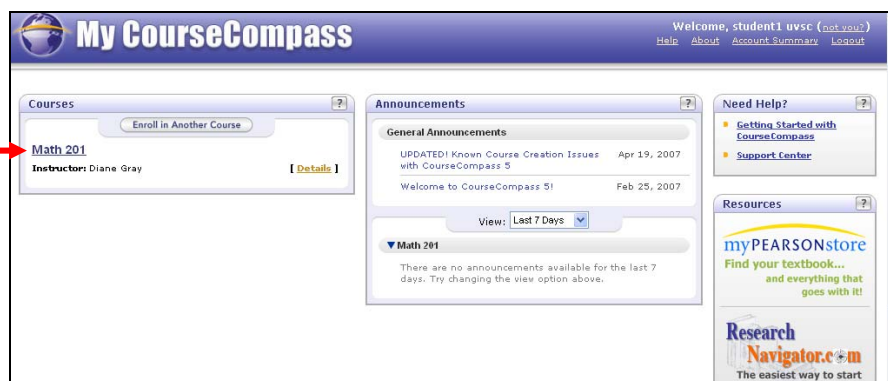 My CourseCompass
Welcome, student1 uvsc (not you?)
Help About Account Summary Logout
Courses
?
Enroll in Another Course
Math 201
Instructor: Diane Gray
[ Details ]
Announcements
?
General Announcements
UPDATED! Known Course Creation Issues Apr 19, 2007
with CourseCompass 5
Welcome to CourseCompass 5! Feb 25, 2007
View: Last 7 Days
Math 201
There are no announcements available for the last 7
days. Try changing the view option above.
Need Help?
?
Getting Started with
CourseCompass
Support Center
Resources
?
myPEARSONstore
Find your textbook...
and everything that
goes with it!
Research
Navigator.com
The easiest way to start